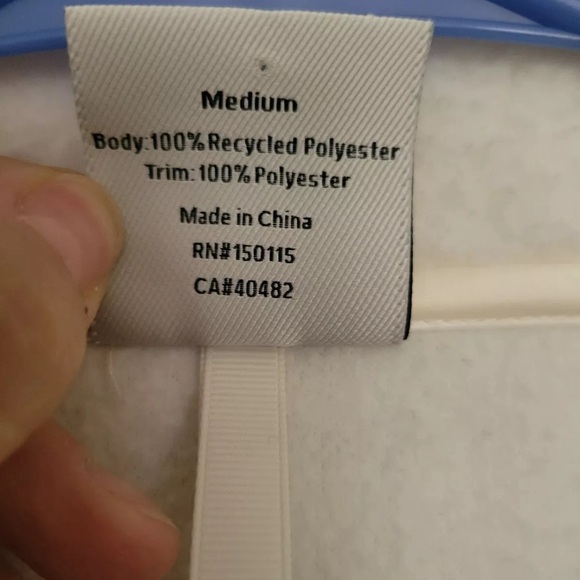 Medium
Body:100% Recycled Polyester
Trim:100% Polyester
Made in China
RN#150115
CA#40482